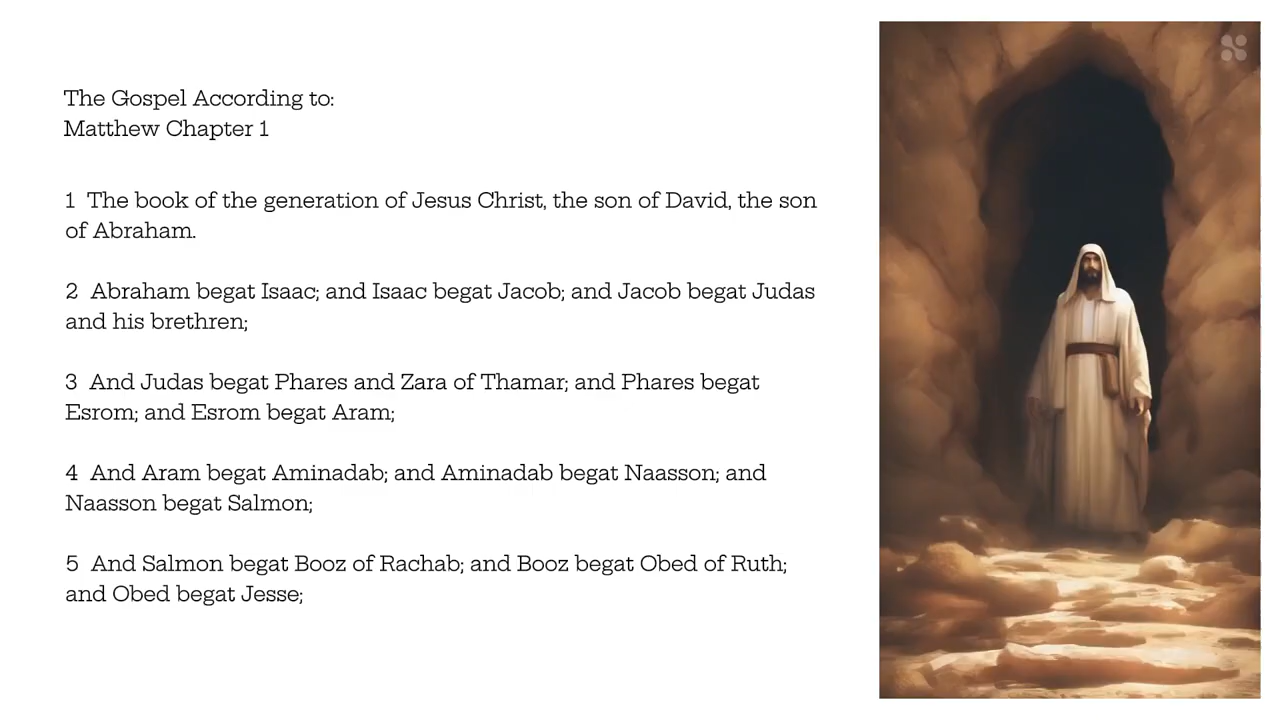 The Gospel According to:
Matthew Chapter 1
1 The book of the generation of Jesus Christ, the son of David, the son
of Abraham.
2 Abraham begat Isaac; and Isaac begat Jacob; and Jacob begat Judas
and his brethren;
3 And Judas begat Phares and Zara of Thamar; and Phares begat
Esrom; and Esrom begat Aram;
4 And Aram begat Aminadab; and Aminadab begat Naasson; and
Naasson begat Salmon;
5 And Salmon begat Booz of Rachab; and Booz begat Obed of Ruth;
and Obed begat Jesse;